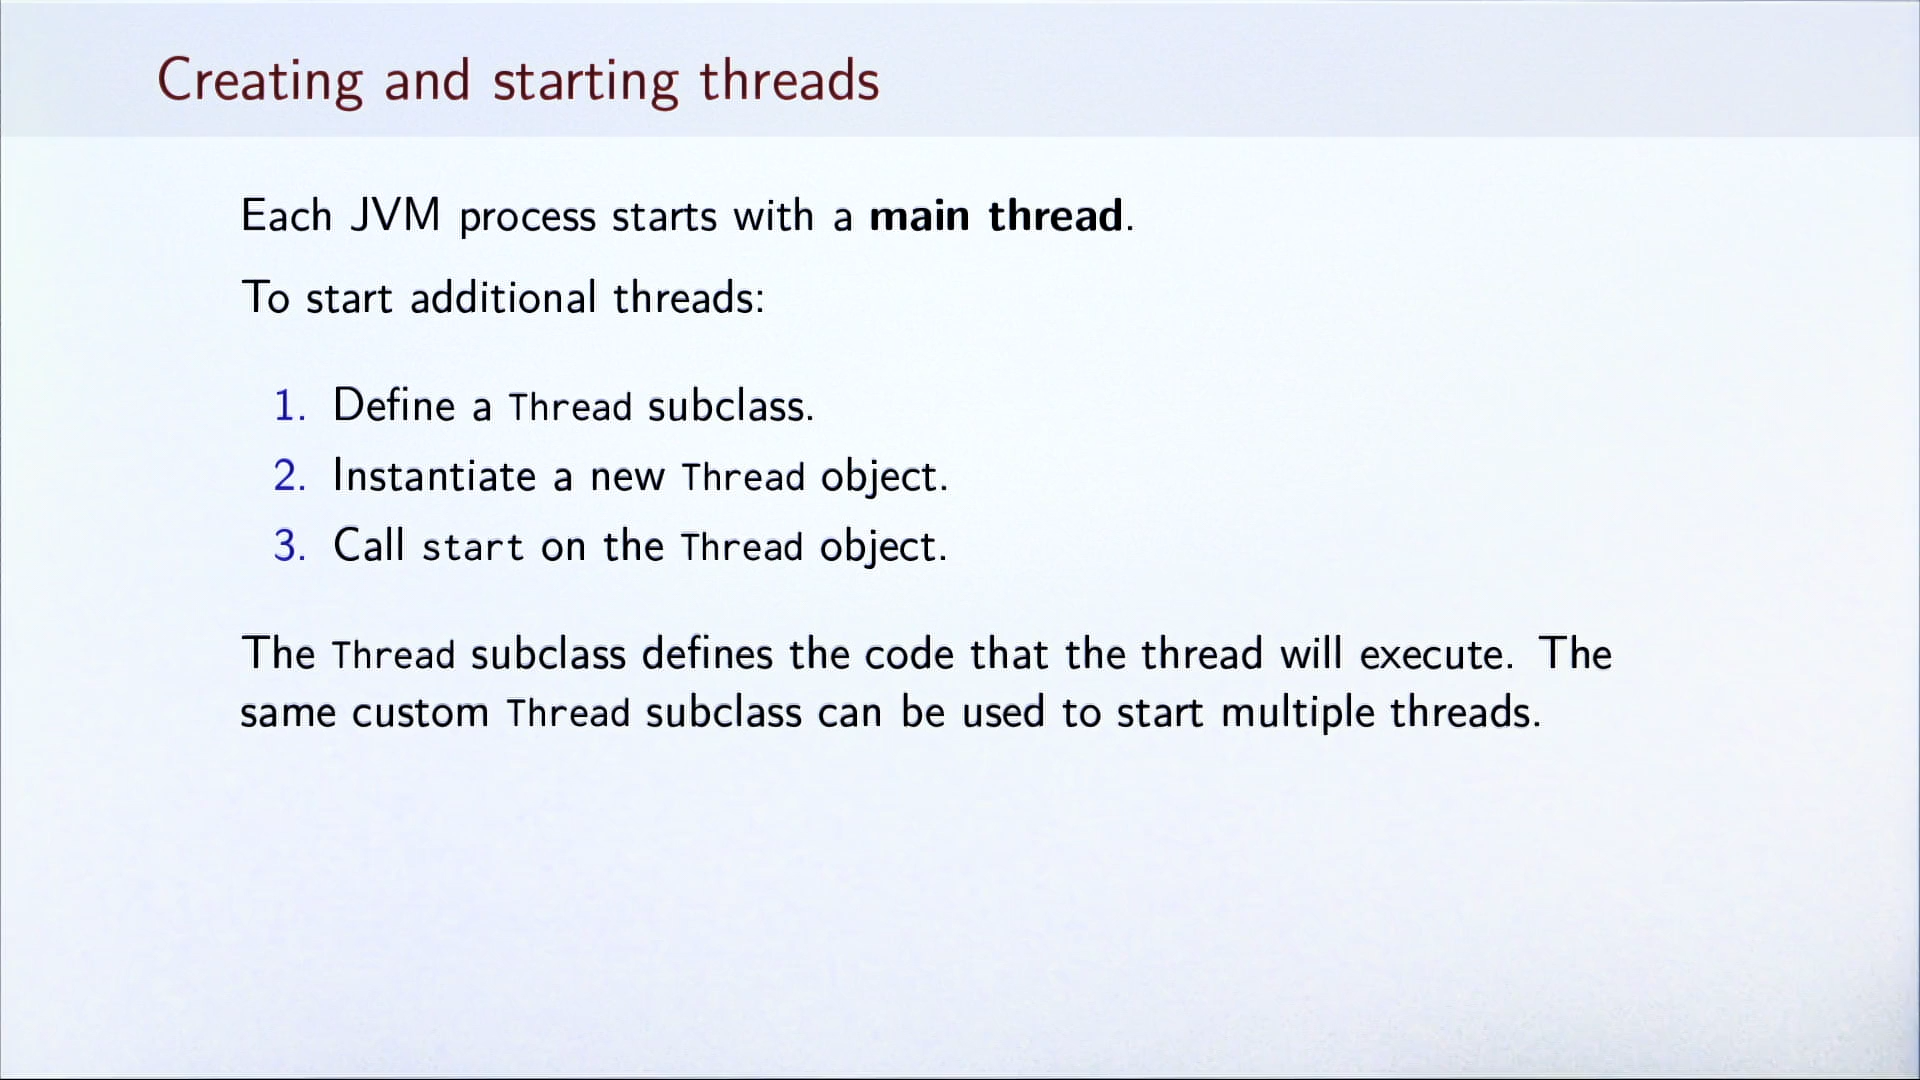 Creating and starting threads
Each JVM process starts with a main thread.
To start additional threads:
1. Define a Thread subclass.
2. Instantiate a new Thread object.
3. Call start on the Thread object.
The Thread subclass defines the code that the thread will execute. The
same custom Thread subclass can be used to start multiple threads.